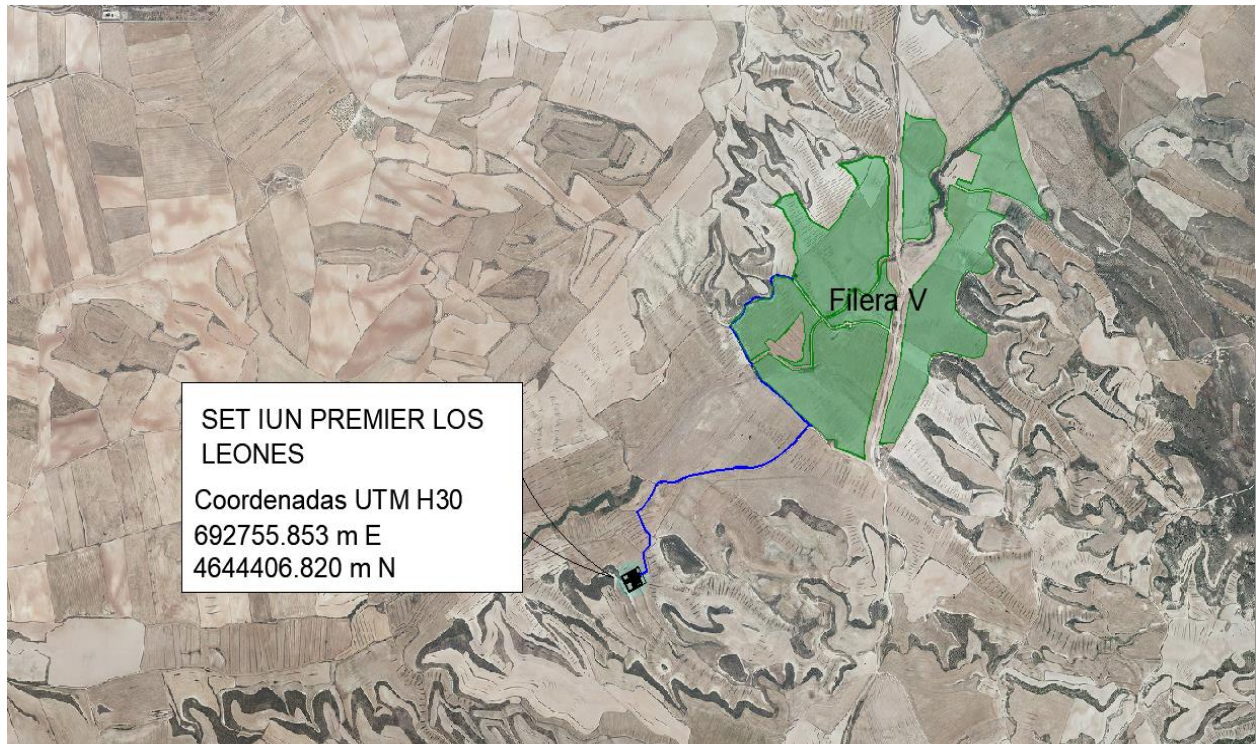 Filera V
SET IUN PREMIER LOS
LEONES
Coordenadas UTM H30
692755.853 m E
4644406.820 m N